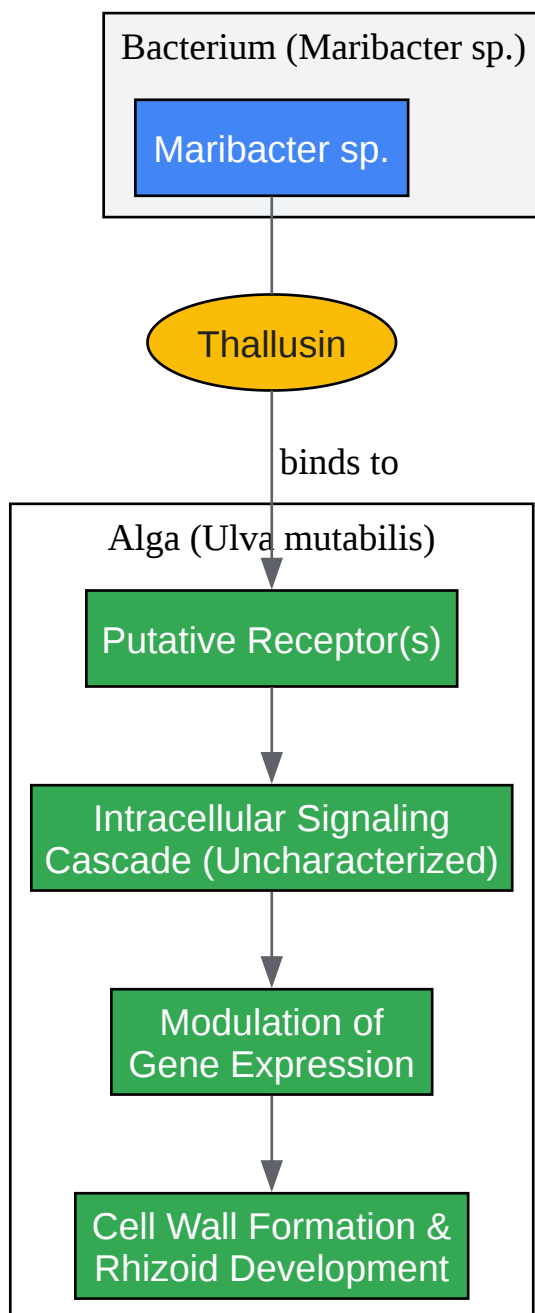 Bacterium (Maribacter sp.)
Maribacter sp.
Thallusin
binds to
Alga (Ulva mutabilis)
Putative Receptor(s)
Intracellular Signaling
Cascade (Uncharacterized)
Modulation of
Gene Expression
Cell Wall Formation &
Rhizoid Development